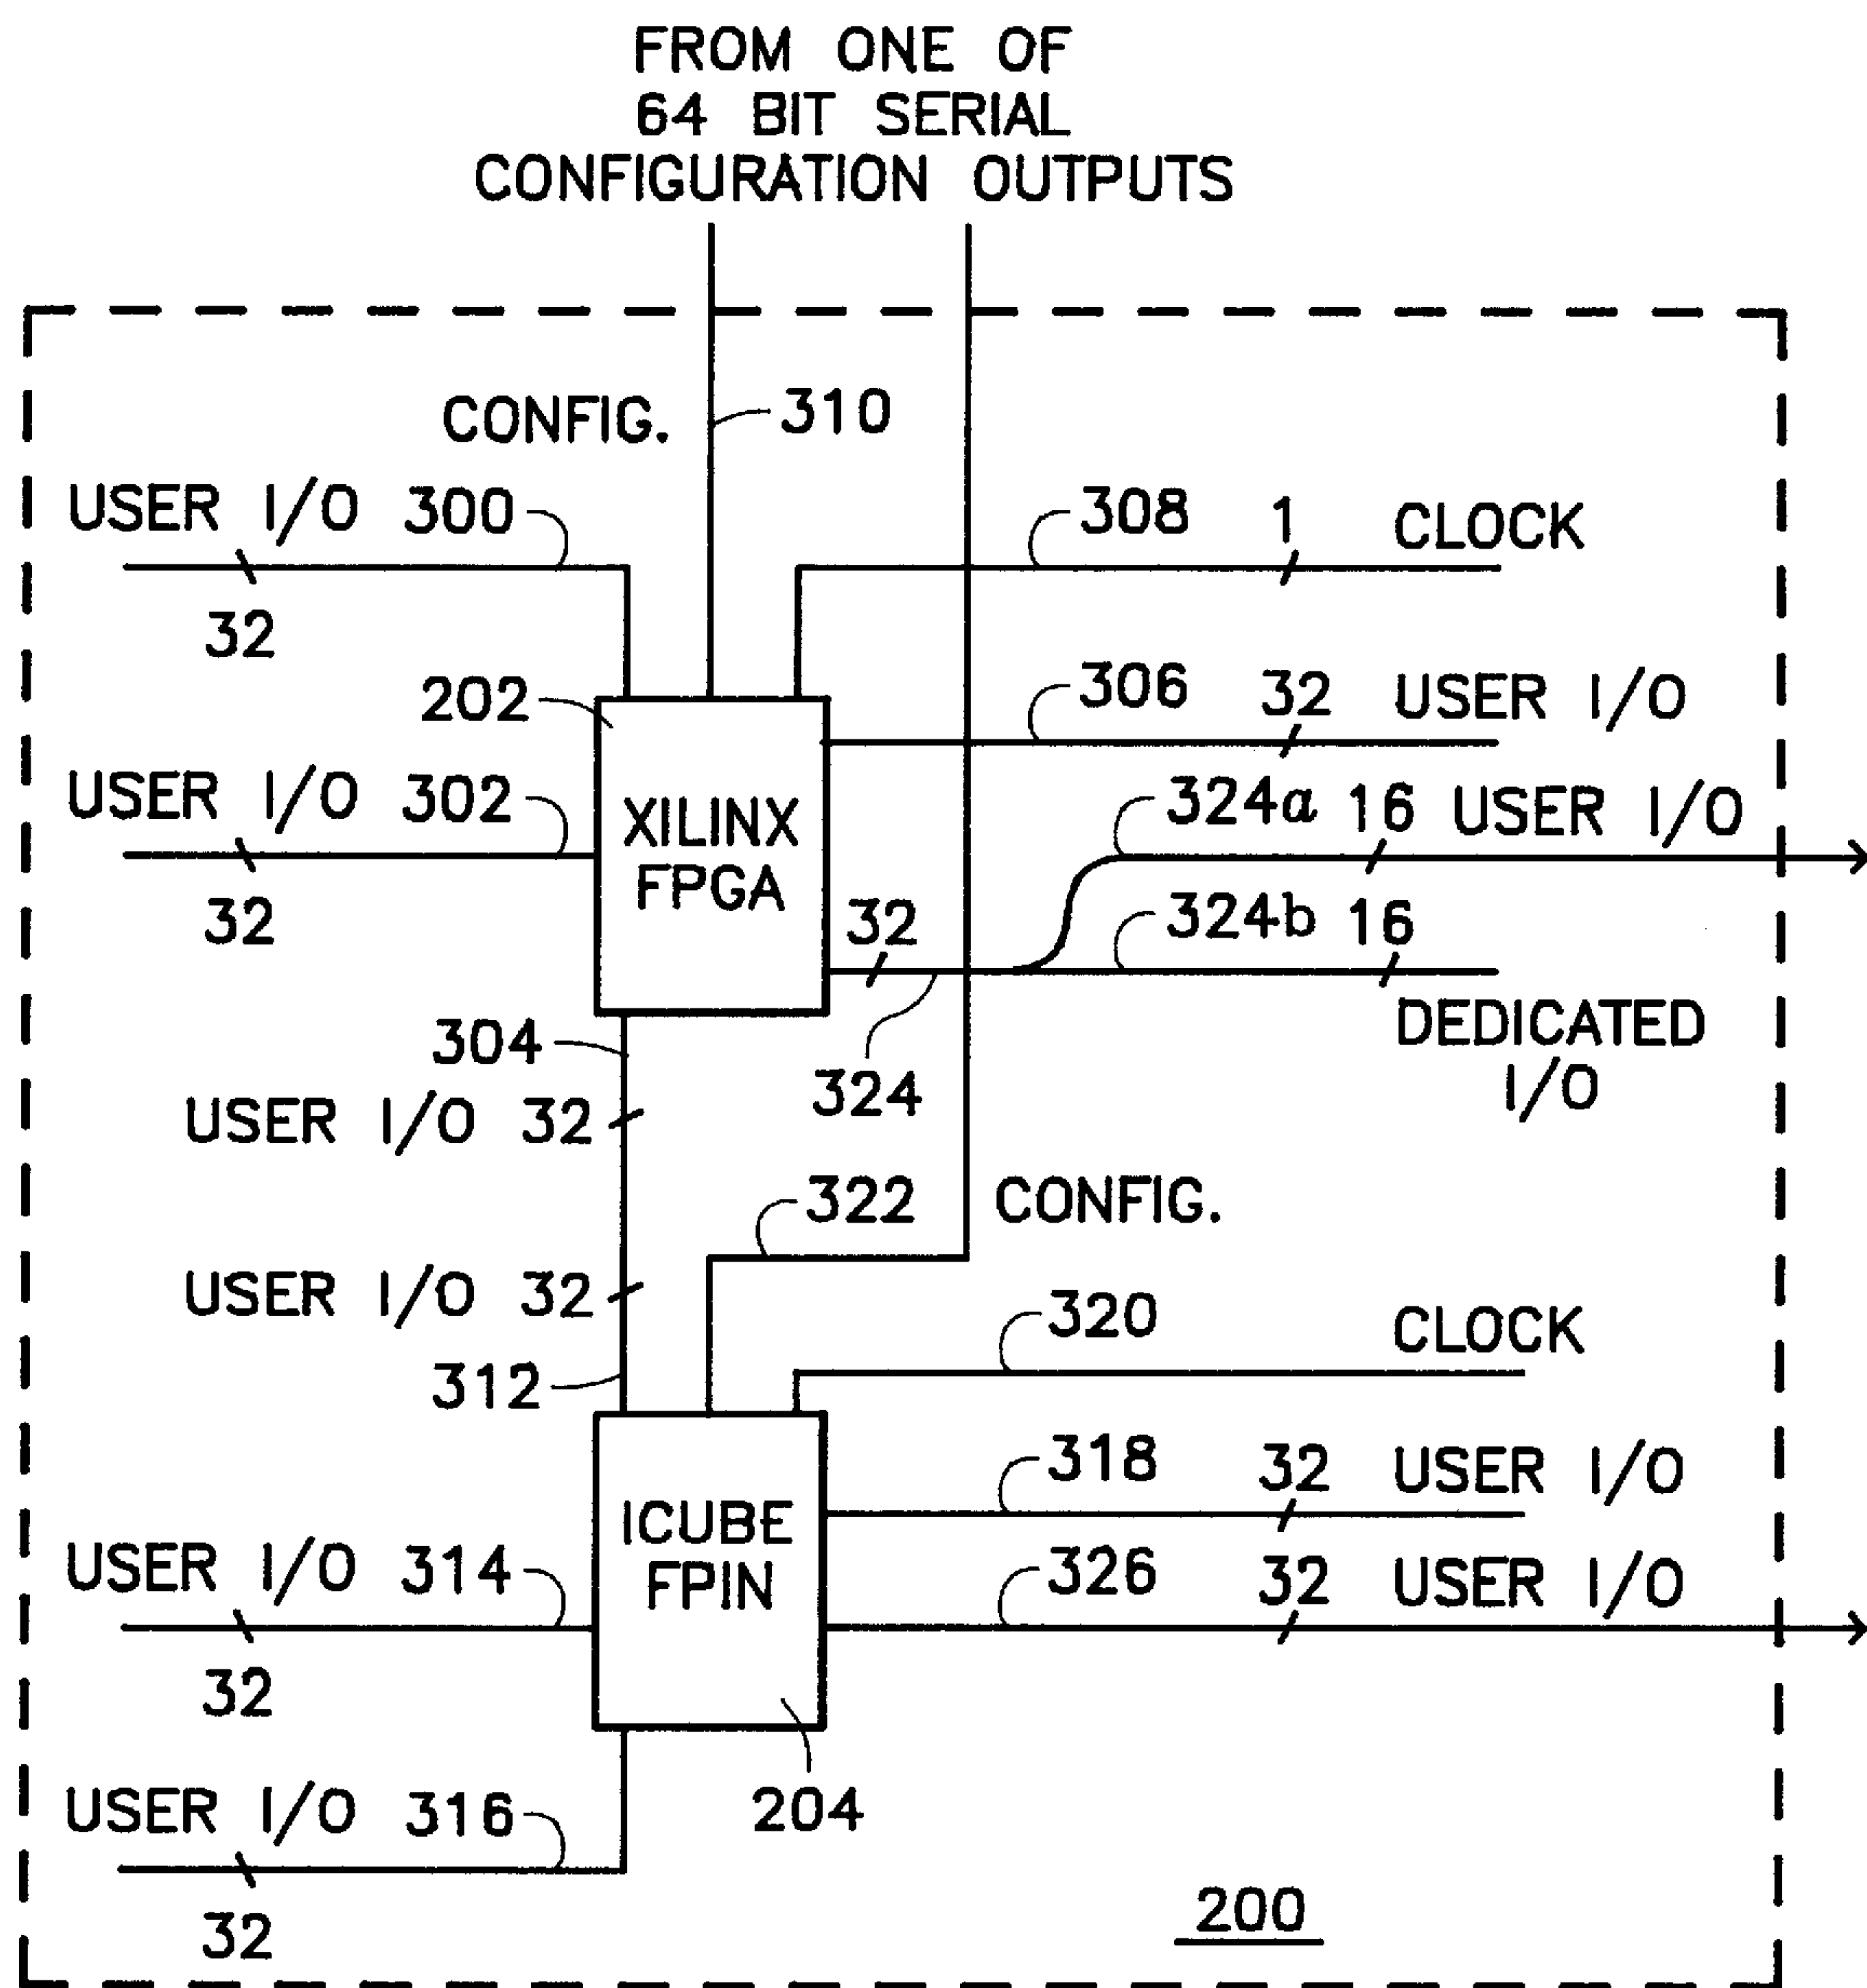 FROM ONE OF
64 BIT SERIAL
CONFIGURATION OUTPUTS
CONFIG.
310
USER I/O 300
32
308 1 CLOCK
202
306 32 USER I/O
USER I/O 302
32
XILINX
FPGA
324a 16 USER I/O
32
324b 16
DEDICATED
I/O
304
324
USER I/O 32
322 CONFIG.
USER I/O 32
320 CLOCK
312
318 32 USER I/O
ICUBE
FPIN
USER I/O 314
32
326 32 USER I/O
204
USER I/O 316
32
200